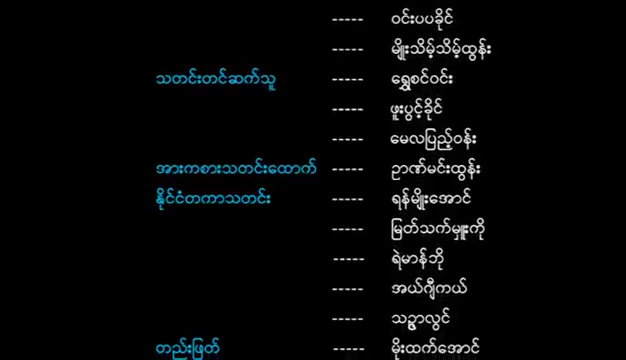 ----- ဝင်းပပခိုင်
----- မျိုးသိမ့်သိမ့်ထွန်း
သတင်းတင်ဆက်သူ ----- ရွှေစင်ဝင်း
----- ဖူးပွင့်ခိုင်
----- မေလပြည့်ဝန်း
အားကစားသတင်းထောက် ----- ဉာဏ်မင်းထွန်း
နိုင်ငံတကာသတင်း ----- ရန်မျိုးအောင်
----- မြတ်သက်မှူးကို
----- ရဲမာန်ဘို
----- အယ်ဂျီကယ်
----- သဥ္ဇာလွင်
တည်းဖြတ် ----- မိုးထက်အောင်